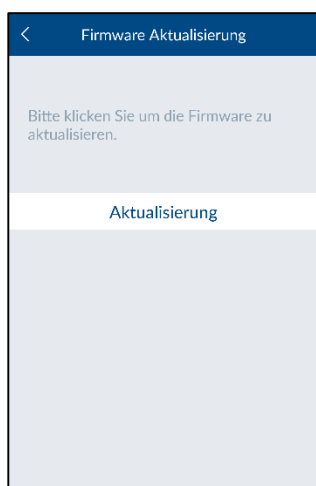 Firmware Aktualisierung
Bitte klicken Sie um die Firmware zu
aktualisieren.
Aktualisierung